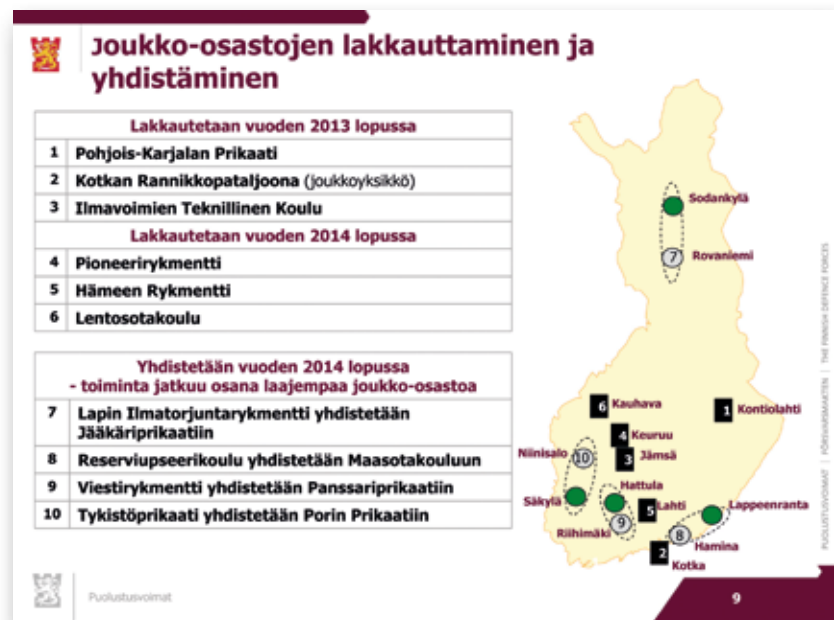 Joukko-osastojen lakkauttaminen ja
yhdistäminen
Lakkautetaan vuoden 2013 lopussa
1 Pohjois-Karjalan Prikaati
2 Kotkan Rannikkopataljoona (joukkoyksikkö)
3 Ilmavoimien Teknillinen Koulu
Lakkautetaan vuoden 2014 lopussa
4 Pioneerirykmentti
5 Hämeen Rykmentti
6 Lentosotakoulu
Yhdistetään vuoden 2014 lopussa
- toiminta jatkuu osana laajempaa joukko-osastoa
7 Lapin Ilmatorjuntarykmentti yhdistetään
Jääkäriprikaatiin
8 Reserviupseerikoulu yhdistetään Maasotakouluun
9 Viestirykmentti yhdistetään Panssariprikaatiin
10 Tykistöprikaati yhdistetään Porin Prikaatiin
Sodankylä
7 Rovaniemi
6 Kauhava
1 Kontiolahti
4 Keuruu
Niinisalo 10
3 Jämsä
Hattula
Säkylä
5 Lahti
Lappeenranta
Riihimäki 9
8 Hamina
2 Kotka
PUOLUSTUSVOIMAT | FÖRSVARSMAKTEN | THE FINNISH DEFENCE FORCES
Puolustusvoimat
9